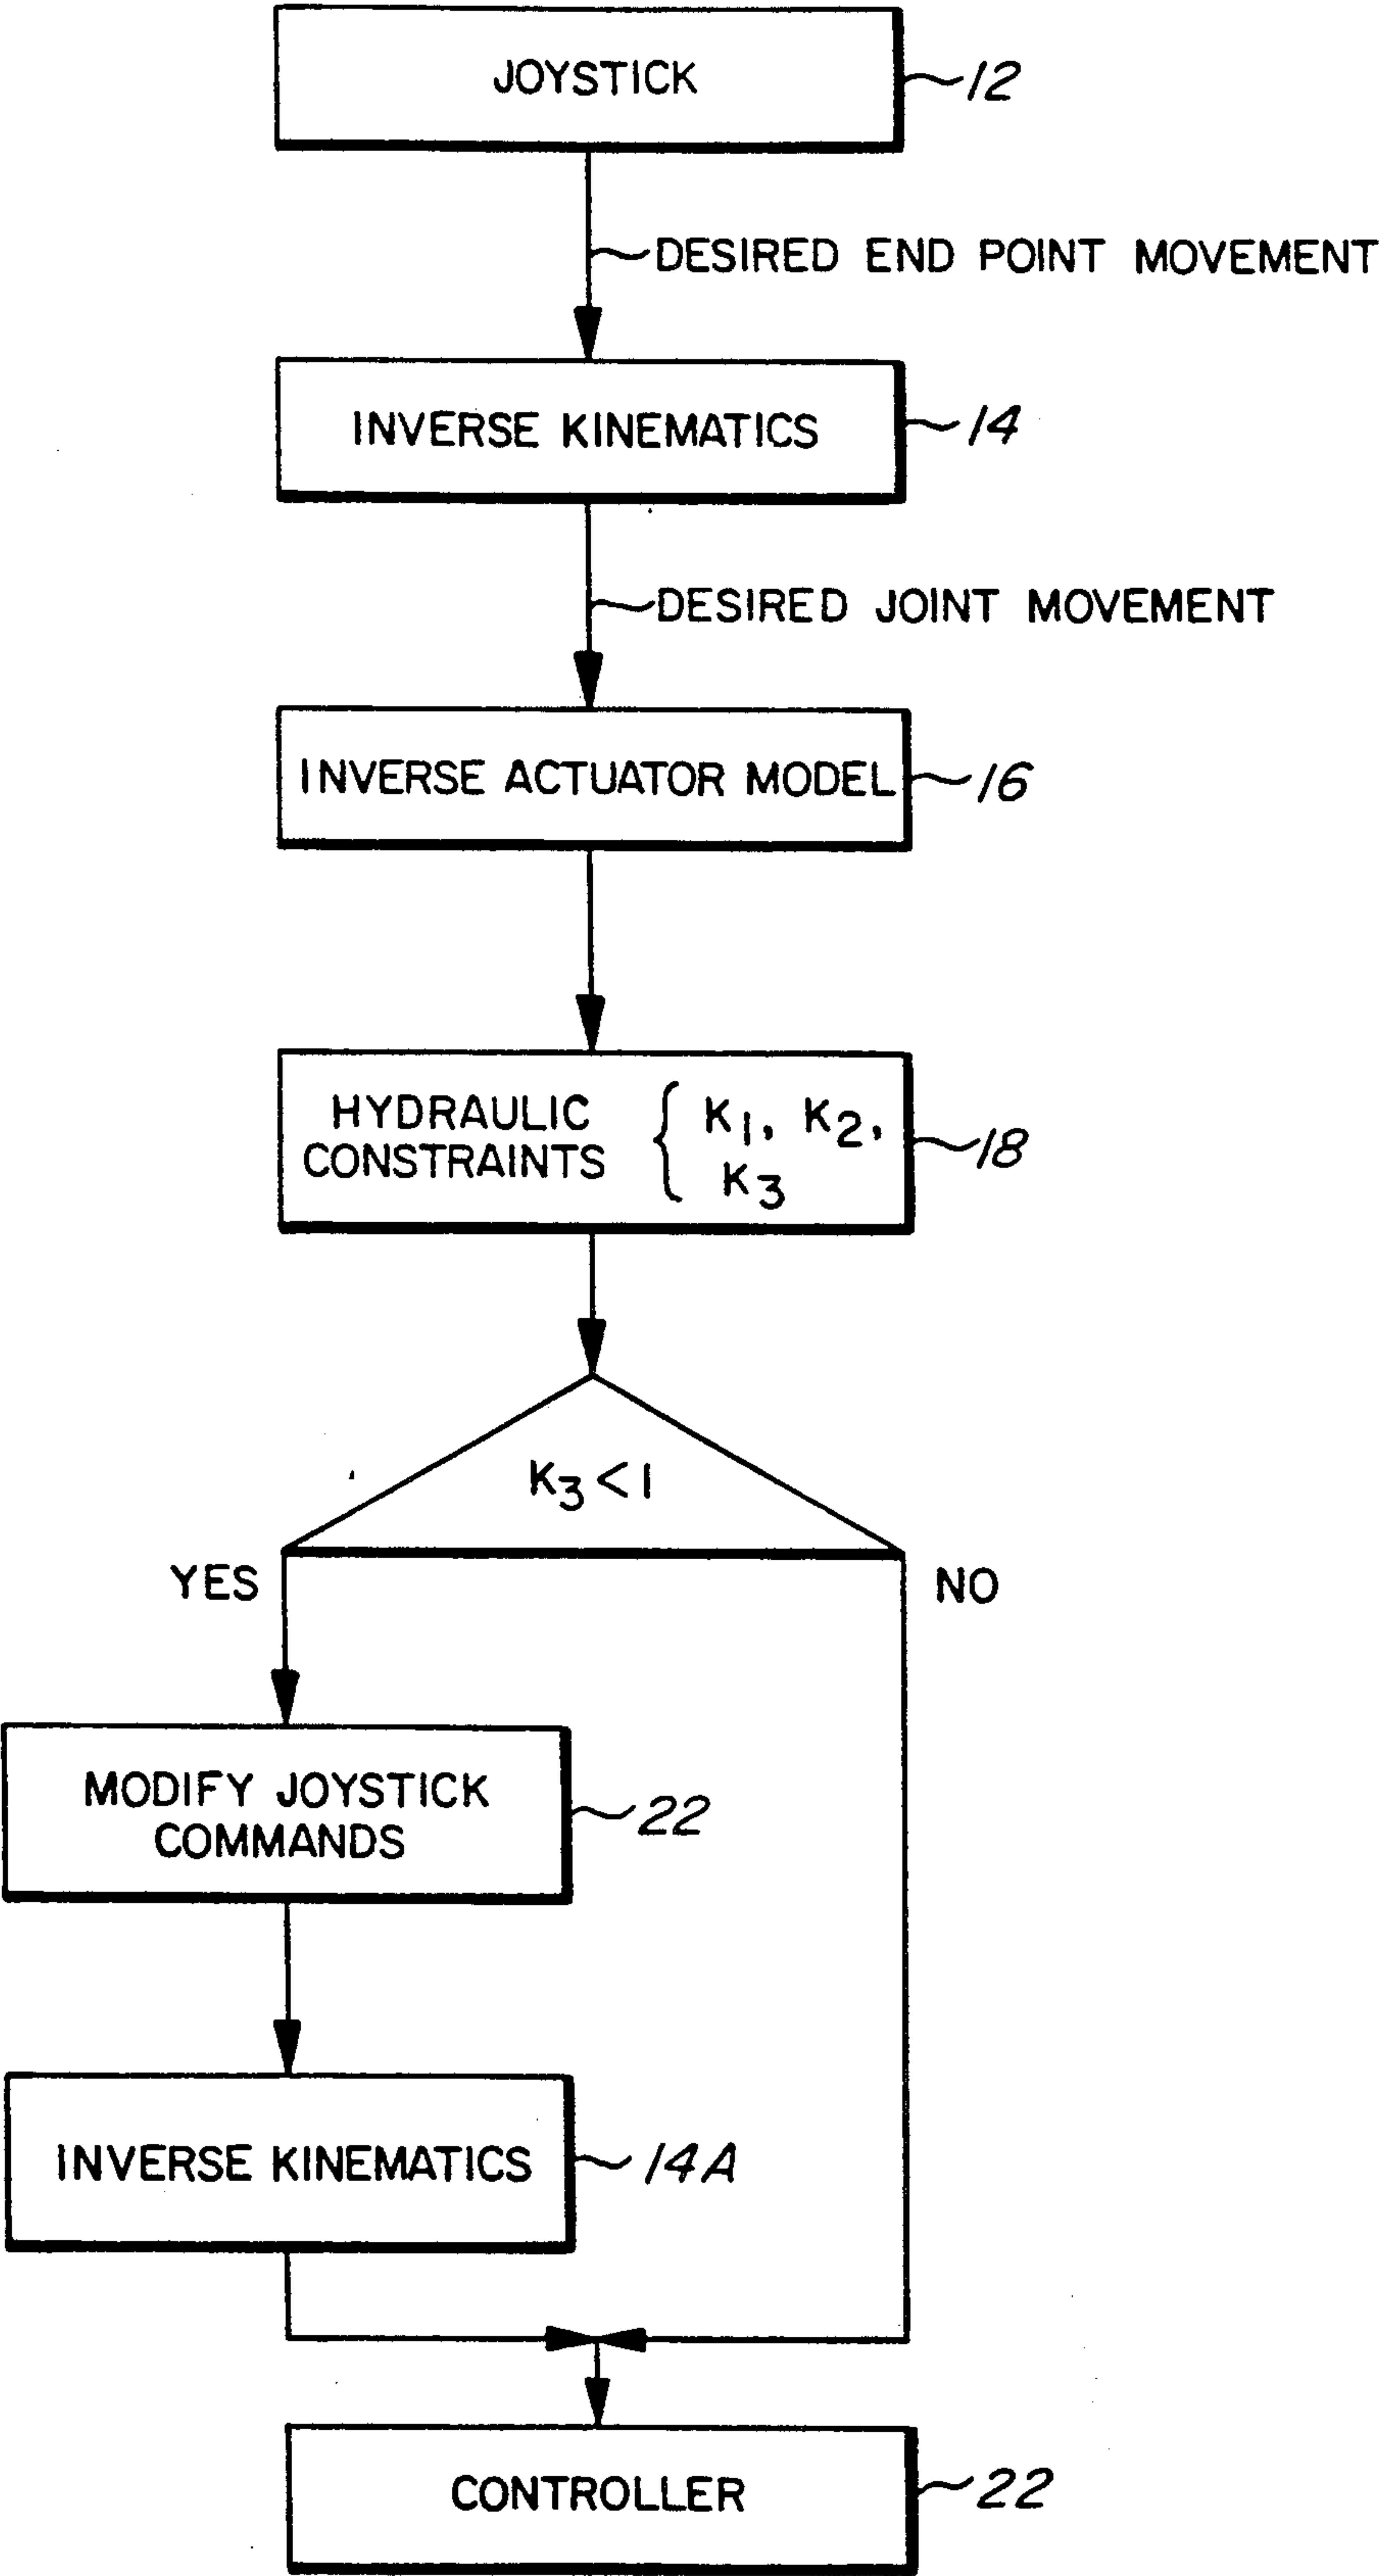 JOYSTICK
12
DESIRED END POINT MOVEMENT
INVERSE KINEMATICS
14
DESIRED JOINT MOVEMENT
INVERSE ACTUATOR MODEL
16
HYDRAULIC
CONSTRAINTS
{ K1, K2,
K3
18
K3<1
YES
NO
MODIFY JOYSTICK
COMMANDS
22
INVERSE KINEMATICS
14A
CONTROLLER
22